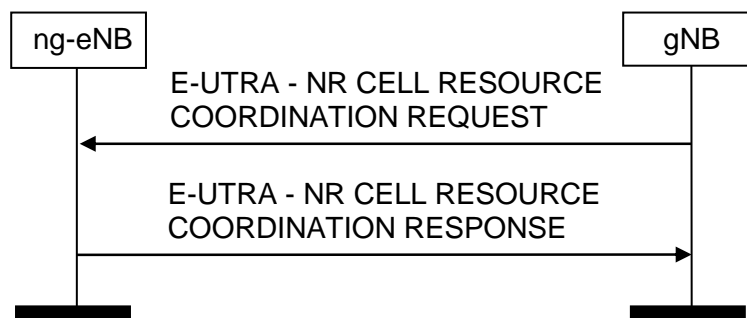 ng-eNB
gNB
E-UTRA - NR CELL RESOURCE
COORDINATION REQUEST
E-UTRA - NR CELL RESOURCE
COORDINATION RESPONSE